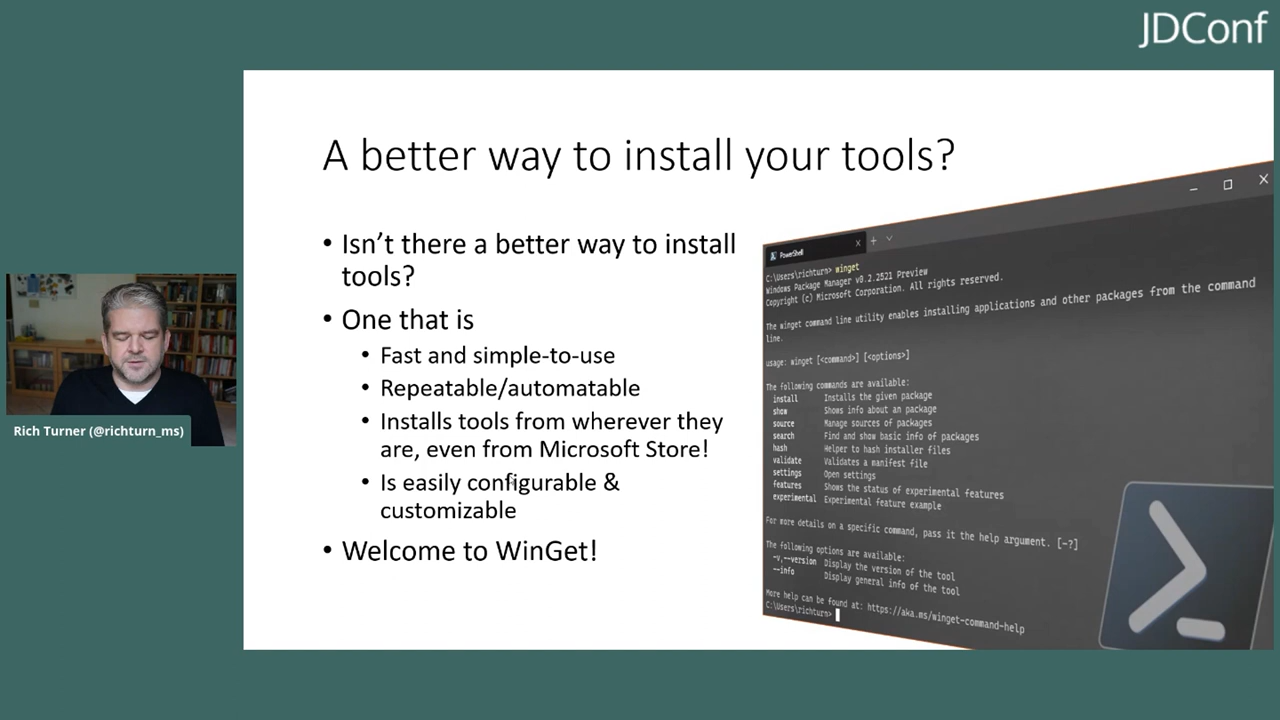 JDConf
A better way to install your tools?
• Isn't there a better way to install
tools?
• One that is
• Fast and simple-to-use
• Repeatable/automatable
• Installs tools from wherever they
are, even from Microsoft Store!
• Is easily configurable &
customizable
• Welcome to WinGet!
Rich Turner (@richturn_ms)
PowerShell
C:\Users\richturn> winget
Windows Package Manager v0.2.2521 Preview
Copyright (c) Microsoft Corporation. All rights reserved.
The winget command line utility enables installing applications and other packages from the command
line.
usage: winget [<command>] [<options>]
The following commands are available:
install Installs the given package
show Shows info about an package
source Manage sources of packages
search Find and show basic info of packages
hash Helper to hash installer files
validate Validates a manifest file
settings Open settings
features Shows the status of experimental features
experimental Experimental feature example
For more details on a specific command, pass it the help argument. [-?]
The following options are available:
-v,--version Display the version of the tool
--info Display general info of the tool
More help can be found at: https://aka.ms/winget-command-help
C:\Users\richturn>